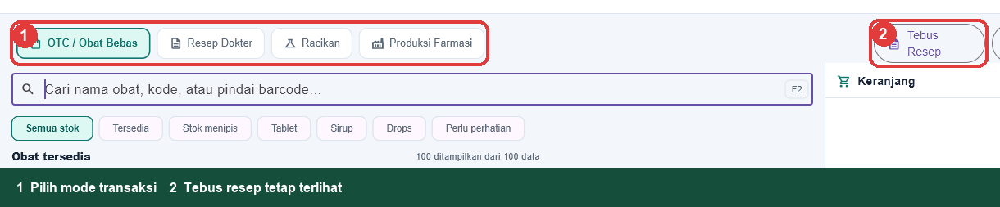 1
OTC / Obat Bebas
Resep Dokter
Racikan
Produksi Farmasi
2
Tebus
Resep
Cari nama obat, kode, atau pindai barcode...
F2
Keranjang
Semua stok
Tersedia
Stok menipis
Tablet
Sirup
Drops
Perlu perhatian
Obat tersedia
100 ditampilkan dari 100 data
1 Pilih mode transaksi 2 Tebus resep tetap terlihat